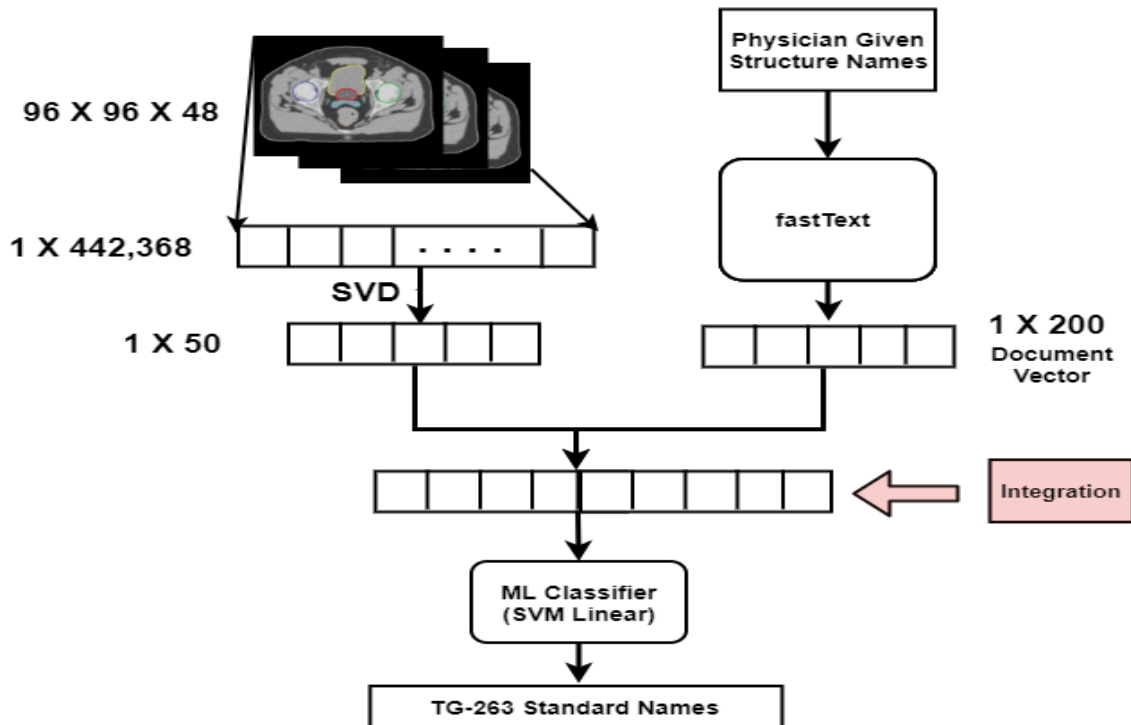 Physician Given
Structure Names
96 X 96 X 48
fastText
1 X 442,368
. . . .
SVD
1 X 50
1 X 200
Document
Vector
Integration
ML Classifier
(SVM Linear)
TG-263 Standard Names